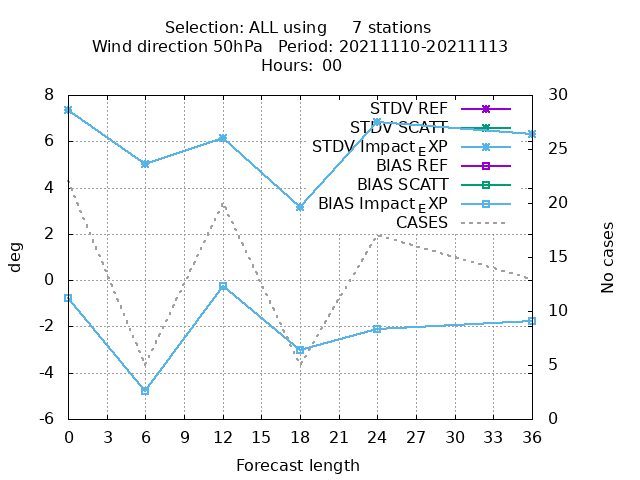 Selection: ALL using     7 stations
Wind direction 50hPa   Period: 20211110-20211113
Hours: 00
8
6
4
2
0
-2
-4
-6
deg
STDV REF
STDV SCATT
STDV Impact_EXP
BIAS REF
BIAS SCATT
BIAS Impact_EXP
CASES
30
25
20
15
10
5
0
No cases
0 3 6 9 12 15 18 21 24 27 30 33 36
Forecast length